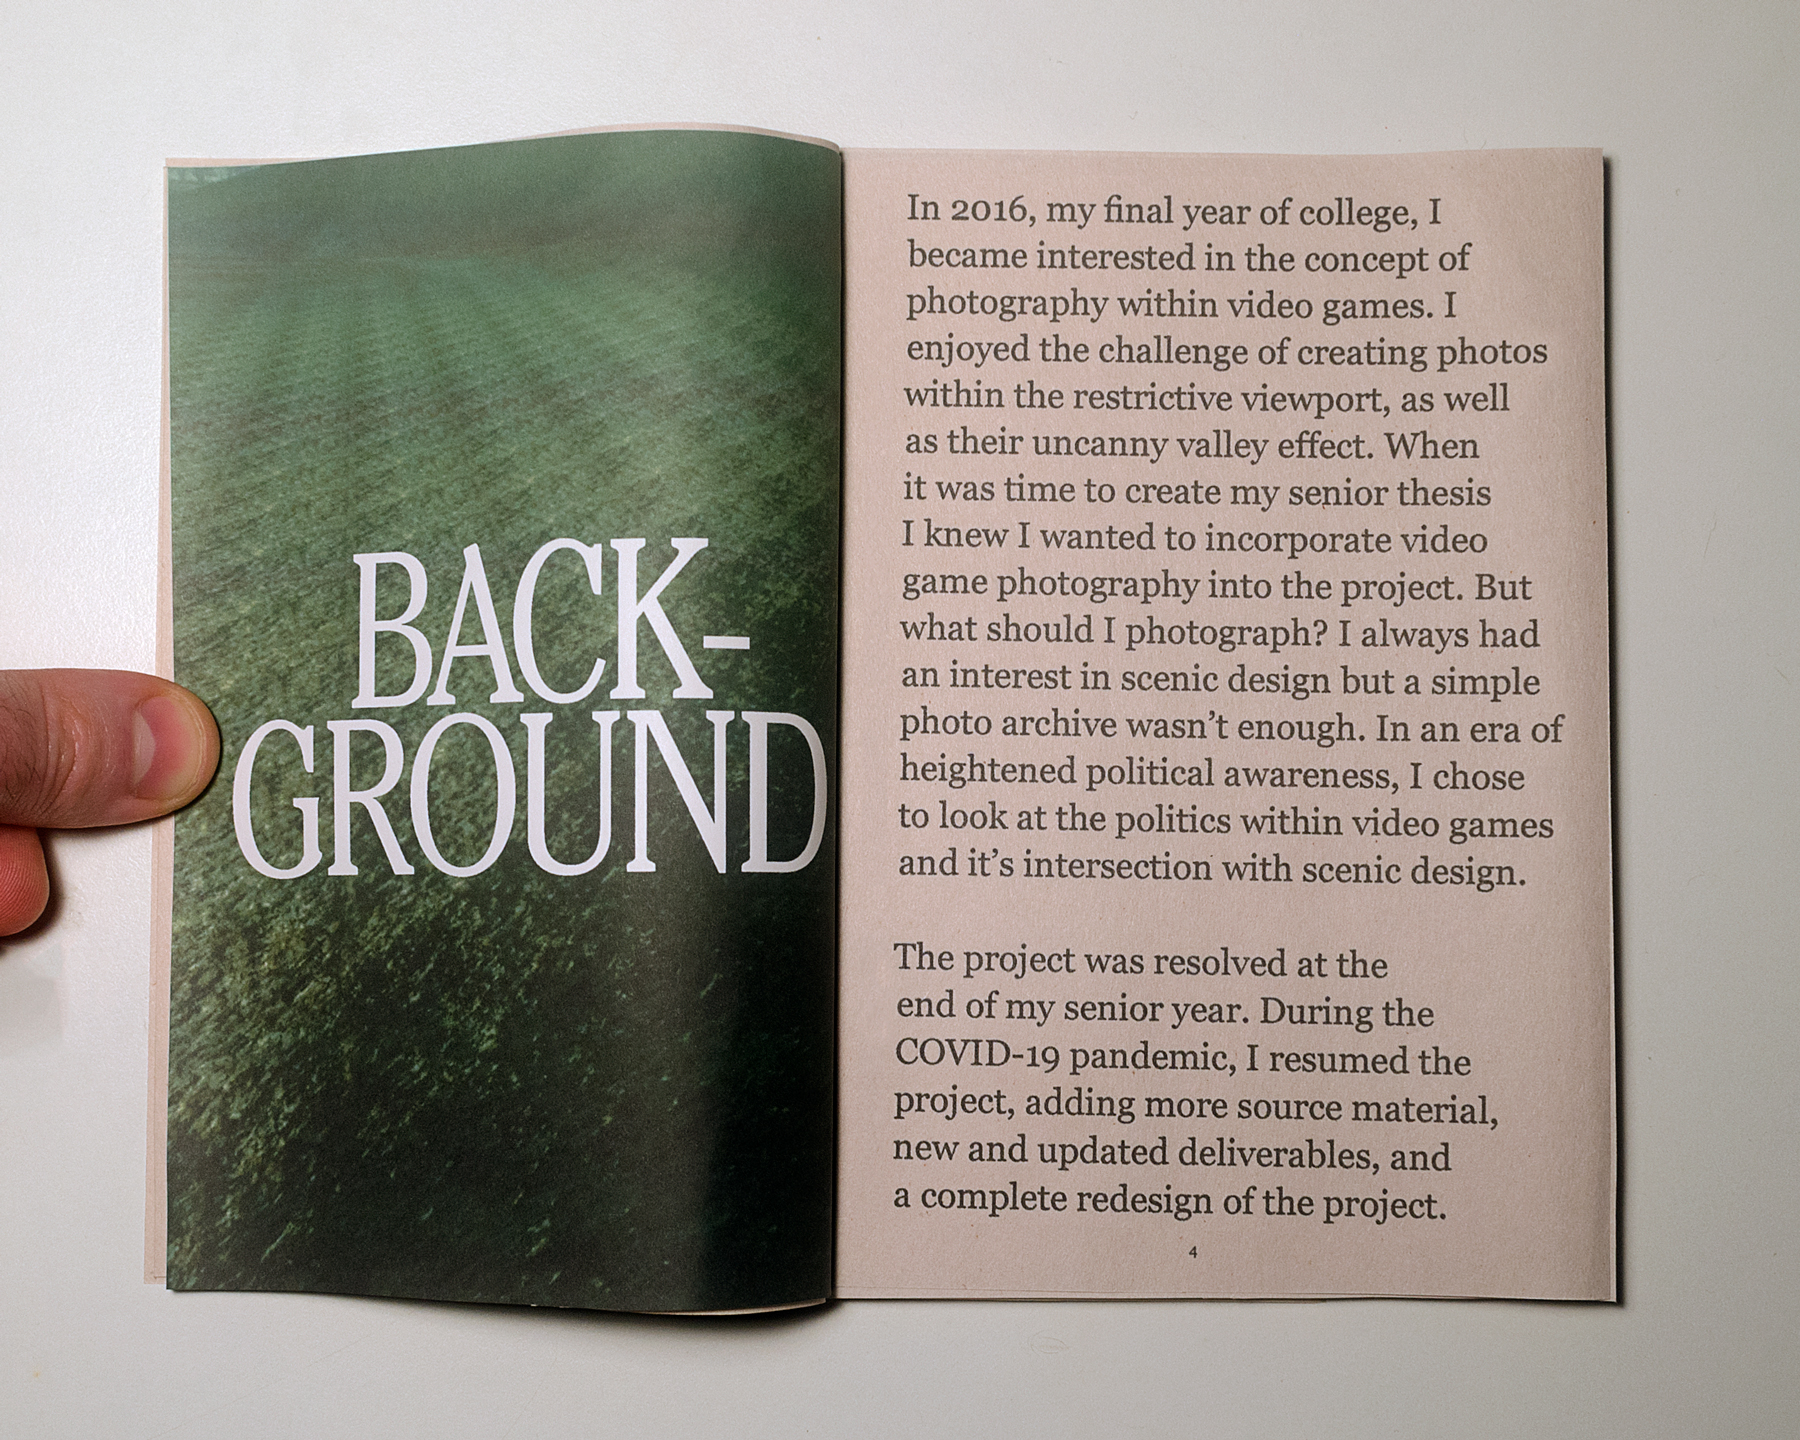 BACK-
GROUND
In 2016, my final year of college, I
became interested in the concept of
photography within video games. I
enjoyed the challenge of creating photos
within the restrictive viewport, as well
as their uncanny valley effect. When
it was time to create my senior thesis
I knew I wanted to incorporate video
game photography into the project. But
what should I photograph? I always had
an interest in scenic design but a simple
photo archive wasn’t enough. In an era of
heightened political awareness, I chose
to look at the politics within video games
and it’s intersection with scenic design.
The project was resolved at the
end of my senior year. During the
COVID-19 pandemic, I resumed the
project, adding more source material,
new and updated deliverables, and
a complete redesign of the project.
4